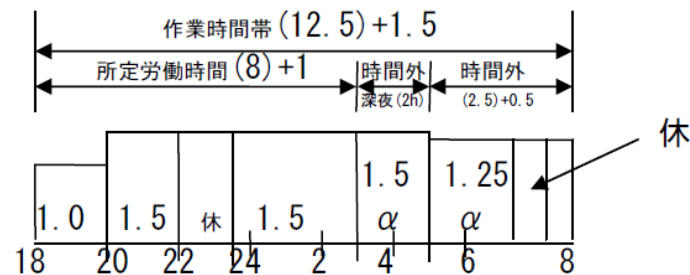 作業時間帯(12.5)+1.5
所定労働時間(8)+1
時間外
深夜(2h)
時間外
(2.5)+0.5
休
1.0
1.5
休
1.5
1.5
α
1.25
α
18 20 22 24 2 4 6 8